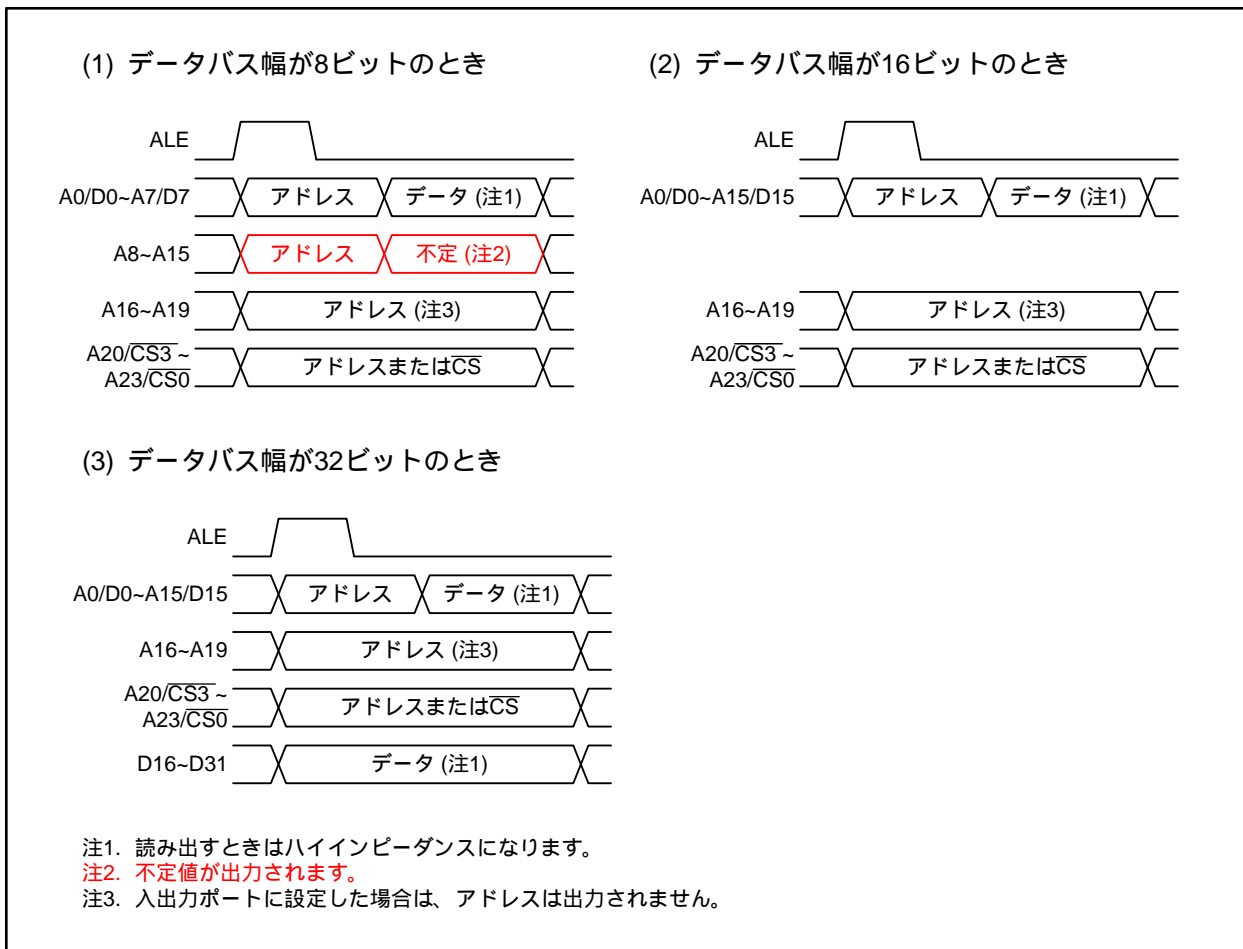 (1) データバス幅が8ビットのとき
ALE
A0/D0~A7/D7 アドレス データ (注1)
A8~A15 アドレス 不定 (注2)
A16~A19 アドレス (注3)
A20/CS3 ~
A23/CS0 アドレスまたはCS
(2) データバス幅が16ビットのとき
ALE
A0/D0~A15/D15 アドレス データ (注1)
A16~A19 アドレス (注3)
A20/CS3 ~
A23/CS0 アドレスまたはCS
(3) データバス幅が32ビットのとき
ALE
A0/D0~A15/D15 アドレス データ (注1)
A16~A19 アドレス (注3)
A20/CS3 ~
A23/CS0 アドレスまたはCS
D16~D31 データ (注1)
注1. 読み出すときはハイインピーダンスになります。
注2. 不定値が出力されます。
注3. 入出力ポートに設定した場合は、アドレスは出力されません。